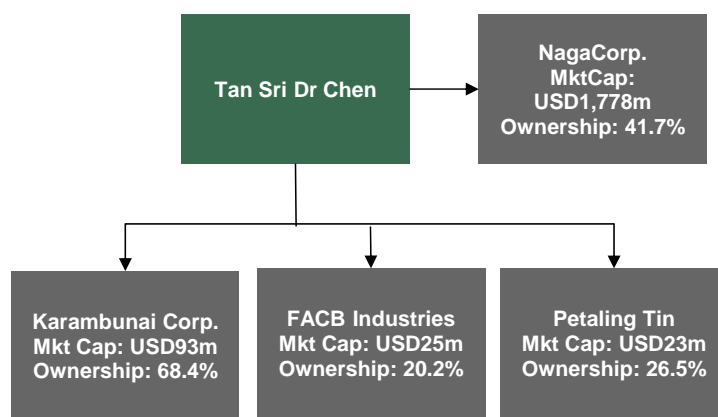 Tan Sri Dr Chen
NagaCorp.
MktCap:
USD1,778m
Ownership: 41.7%
Karambunai Corp.
Mkt Cap: USD93m
Ownership: 68.4%
FACB Industries
Mkt Cap: USD25m
Ownership: 20.2%
Petaling Tin
Mkt Cap: USD23m
Ownership: 26.5%